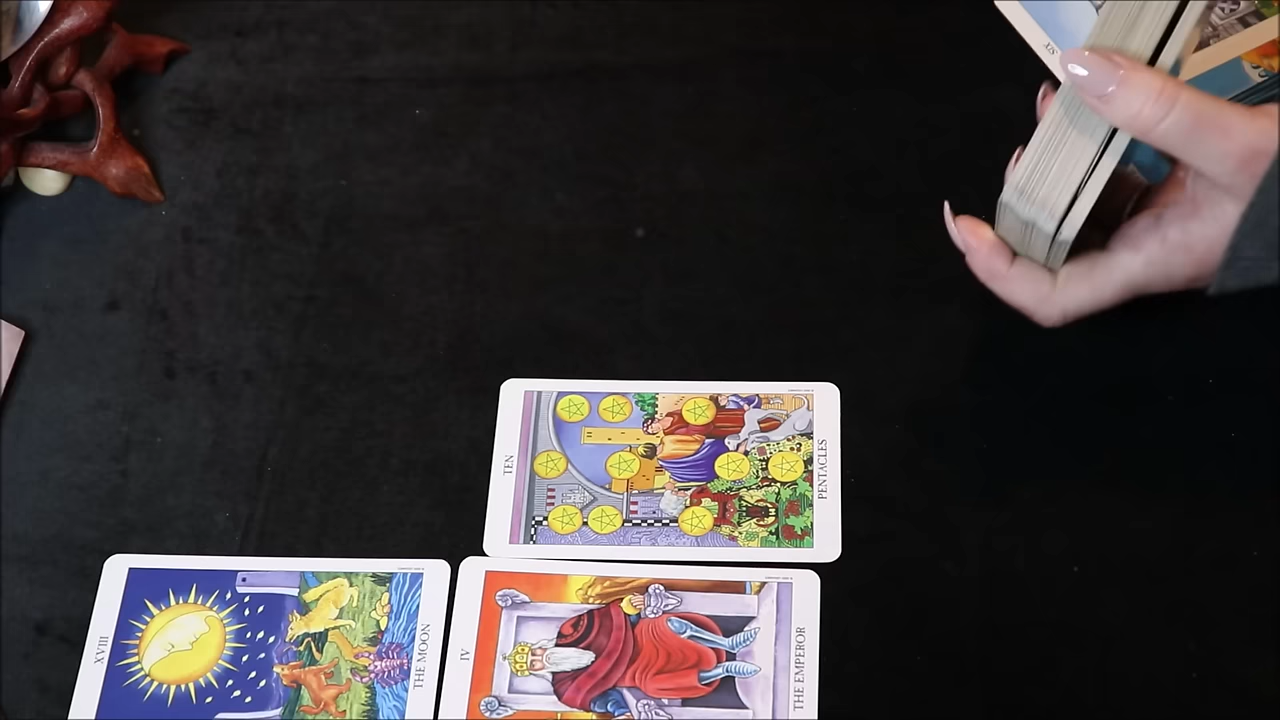 SIX
TEN
PENTACLES
XVIII
THE MOON
IV
THE EMPEROR